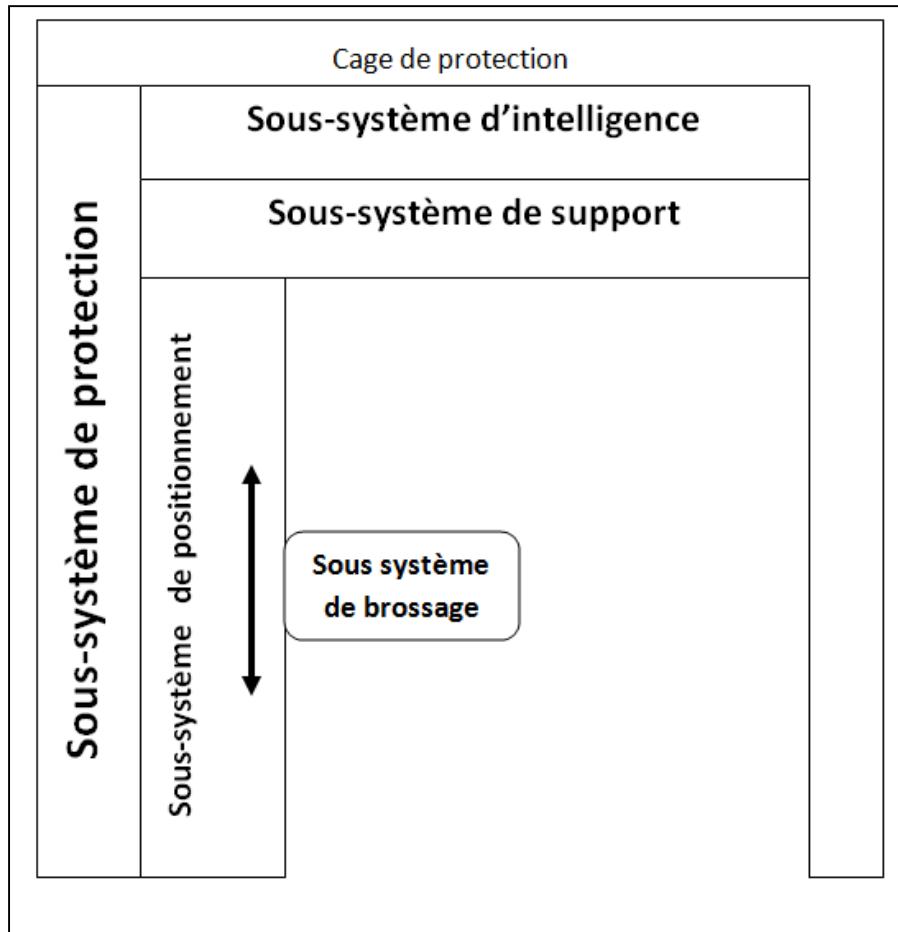 Cage de protection
Sous-système d’intelligence
Sous-système de support
Sous-système de protection
Sous-système de positionnement
Sous système
de brossage